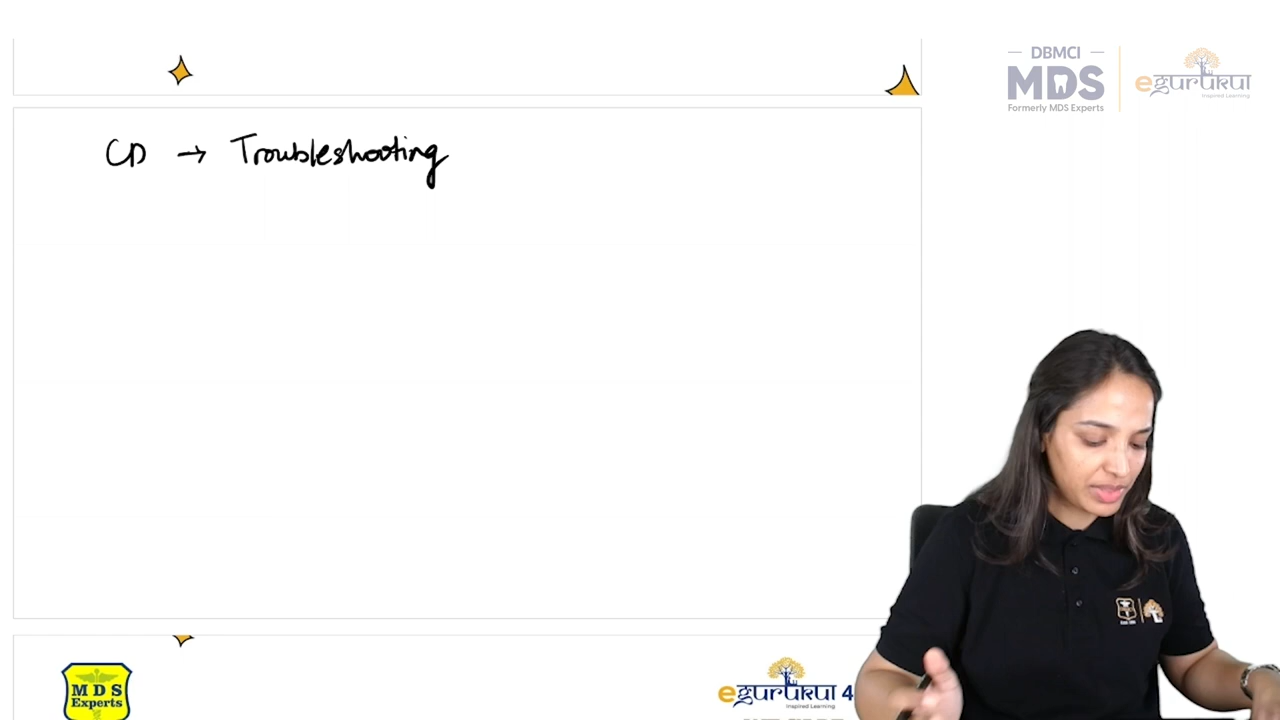 DBMCI
MDS
Formerly MDS Experts
egurukul
Inspired Learning
CD → Troubleshooting
MDS
Experts
egurukul 4
Inspired Learning